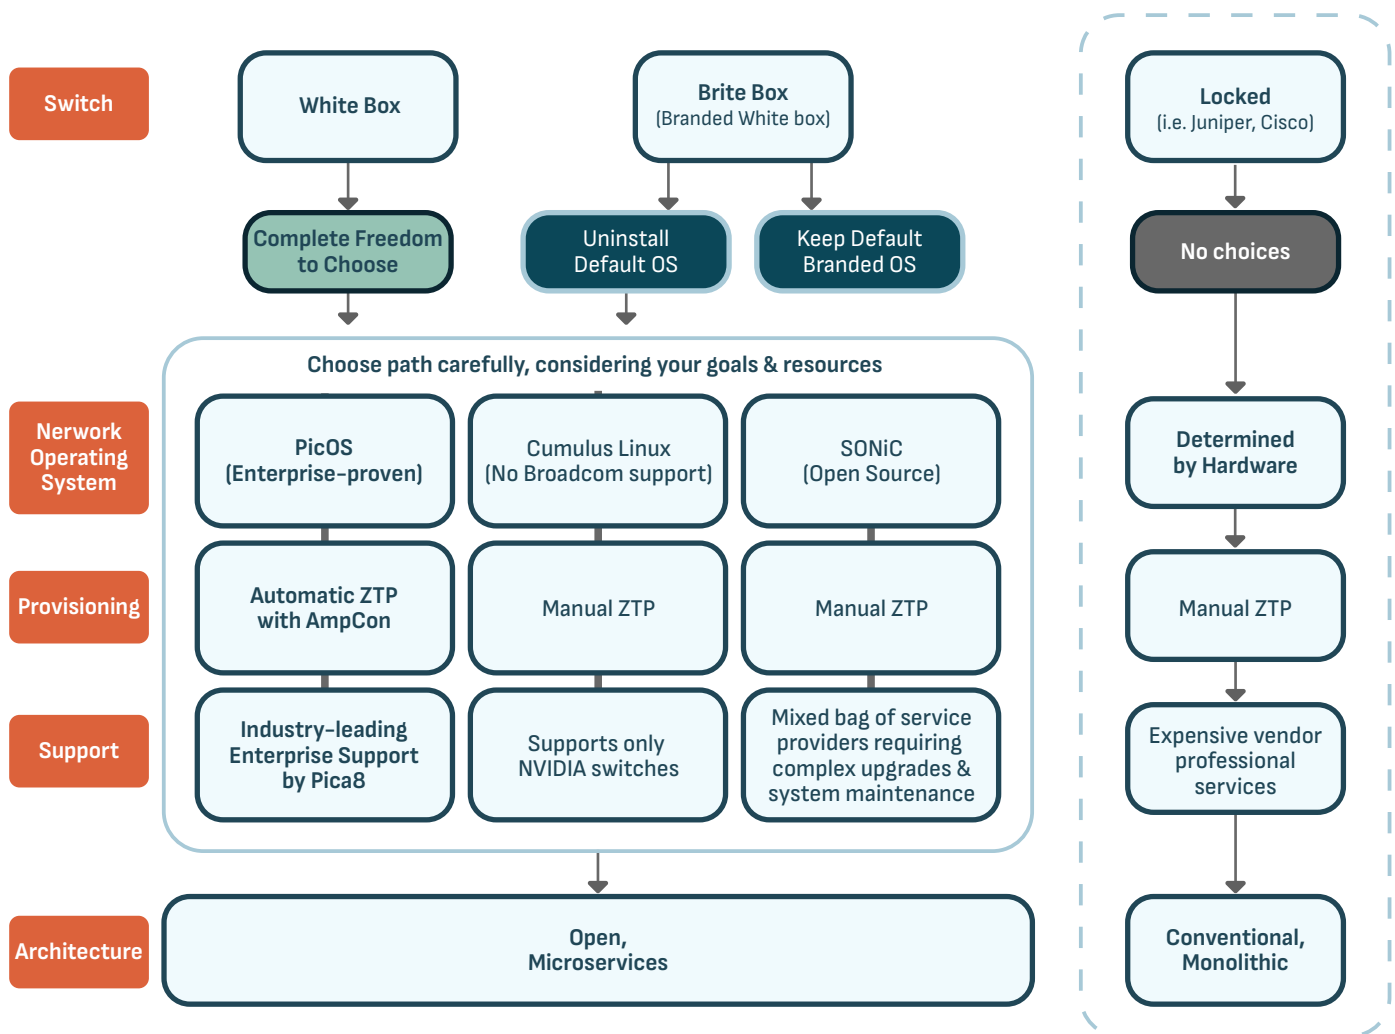 Switch
White Box
Brite Box
(Branded White box)
Locked
(i.e. Juniper, Cisco)
Complete Freedom
to Choose
Uninstall
Default OS
Keep Default
Branded OS
No choices
Choose path carefully, considering your goals & resources
Nerwork
Operating
System
PicOS
(Enterprise-proven)
Cumulus Linux
(No Broadcom support)
SONiC
(Open Source)
Determined
by Hardware
Provisioning
Automatic ZTP
with AmpCon
Manual ZTP
Manual ZTP
Manual ZTP
Support
Industry-leading
Enterprise Support
by Pica8
Supports only
NVIDIA switches
Mixed bag of service
providers requiring
complex upgrades &
system maintenance
Expensive vendor
professional
services
Architecture
Open,
Microservices
Conventional,
Monolithic